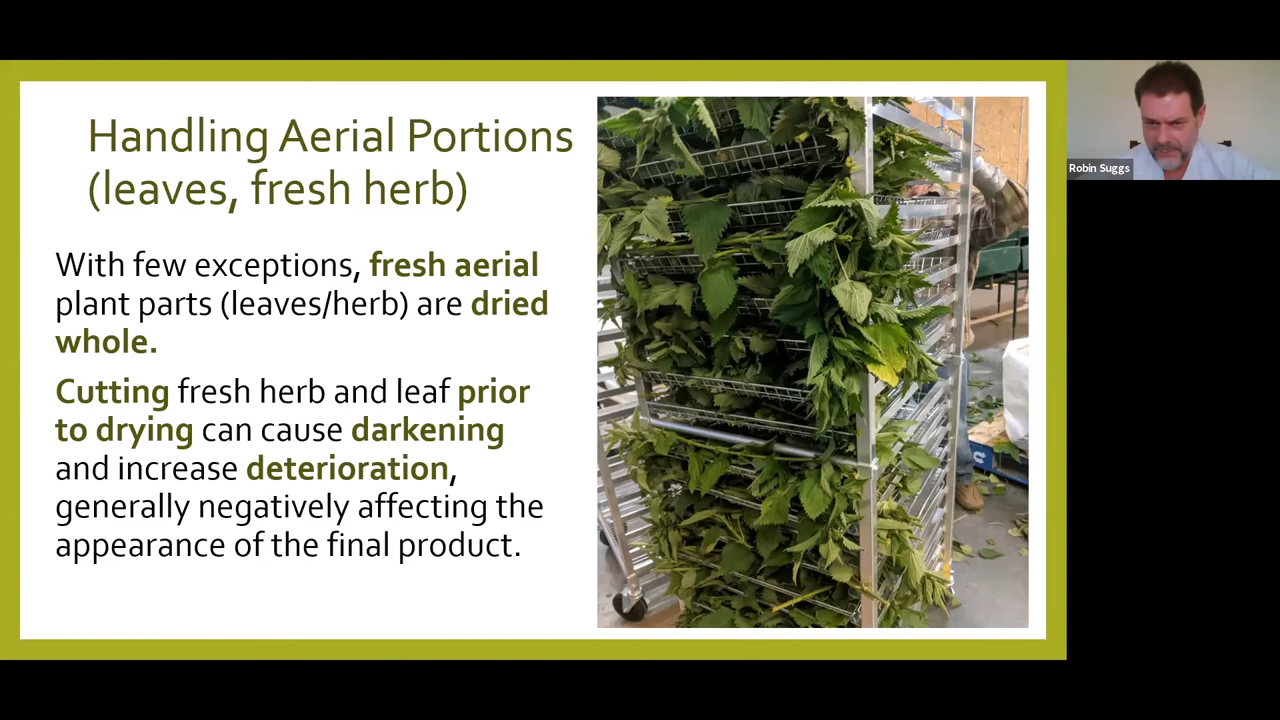 Handling Aerial Portions
(leaves, fresh herb)
With few exceptions, fresh aerial
plant parts (leaves/herb) are dried
whole.
Cutting fresh herb and leaf prior
to drying can cause darkening
and increase deterioration,
generally negatively affecting the
appearance of the final product.
Robin Suggs